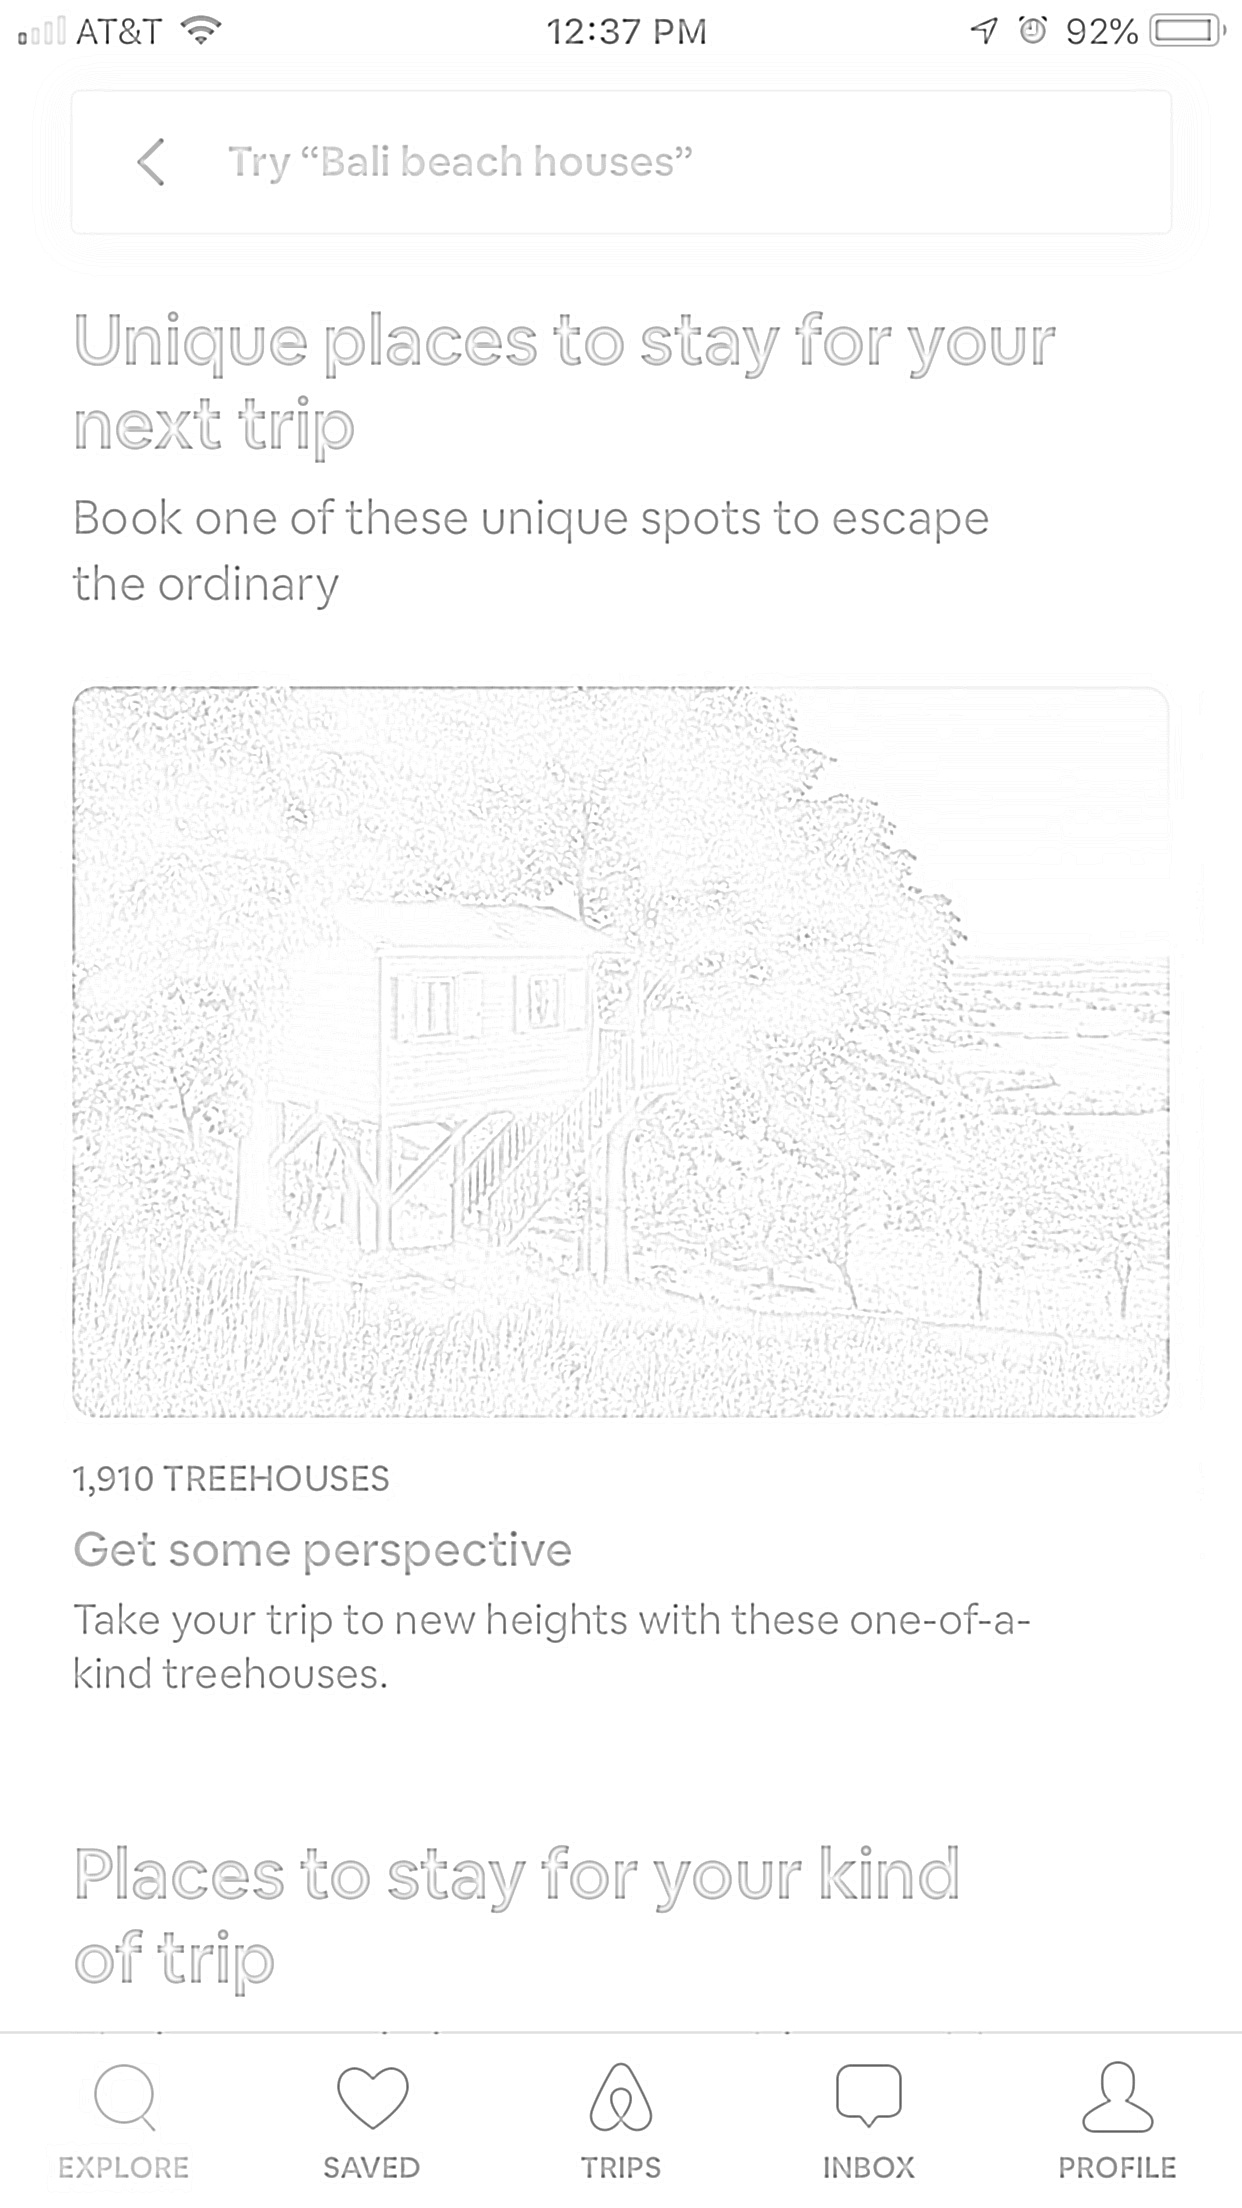 AT&T 12:37 PM 92%
Try “Bali beach houses”
Unique places to stay for your
next trip
Book one of these unique spots to escape
the ordinary
1,910 TREEHOUSES
Get some perspective
Take your trip to new heights with these one-of-a-
kind treehouses.
Places to stay for your kind
of trip
EXPLORE SAVED TRIPS INBOX PROFILE